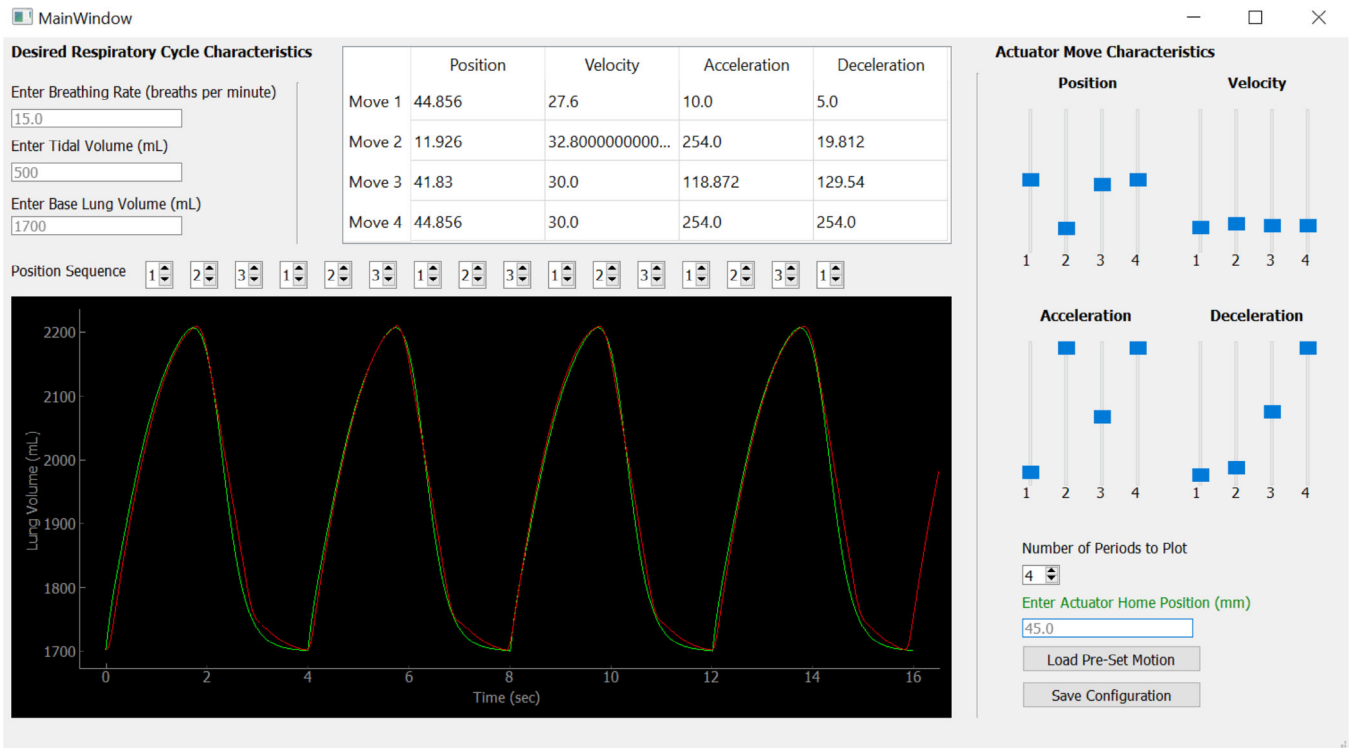 MainWindow
Desired Respiratory Cycle Characteristics
Enter Breathing Rate (breaths per minute)
15.0
Enter Tidal Volume (mL)
500
Enter Base Lung Volume (mL)
1700
Position Velocity Acceleration Deceleration
Move 1 44.856 27.6 10.0 5.0
Move 2 11.926 32.8000000000... 254.0 19.812
Move 3 41.83 30.0 118.872 129.54
Move 4 44.856 30.0 254.0 254.0
Position Sequence 1 2 3 1 2 3 1 2 3 1 2 3 1 2 3 1
2200
2100
2000
1900
1800
1700
Lung Volume (mL)
0 2 4 6 8 10 12 14 16
Time (sec)
Actuator Move Characteristics
Position Velocity
1 2 3 4 1 2 3 4
Acceleration Deceleration
1 2 3 4 1 2 3 4
Number of Periods to Plot
4
Enter Actuator Home Position (mm)
45.0
Load Pre-Set Motion
Save Configuration